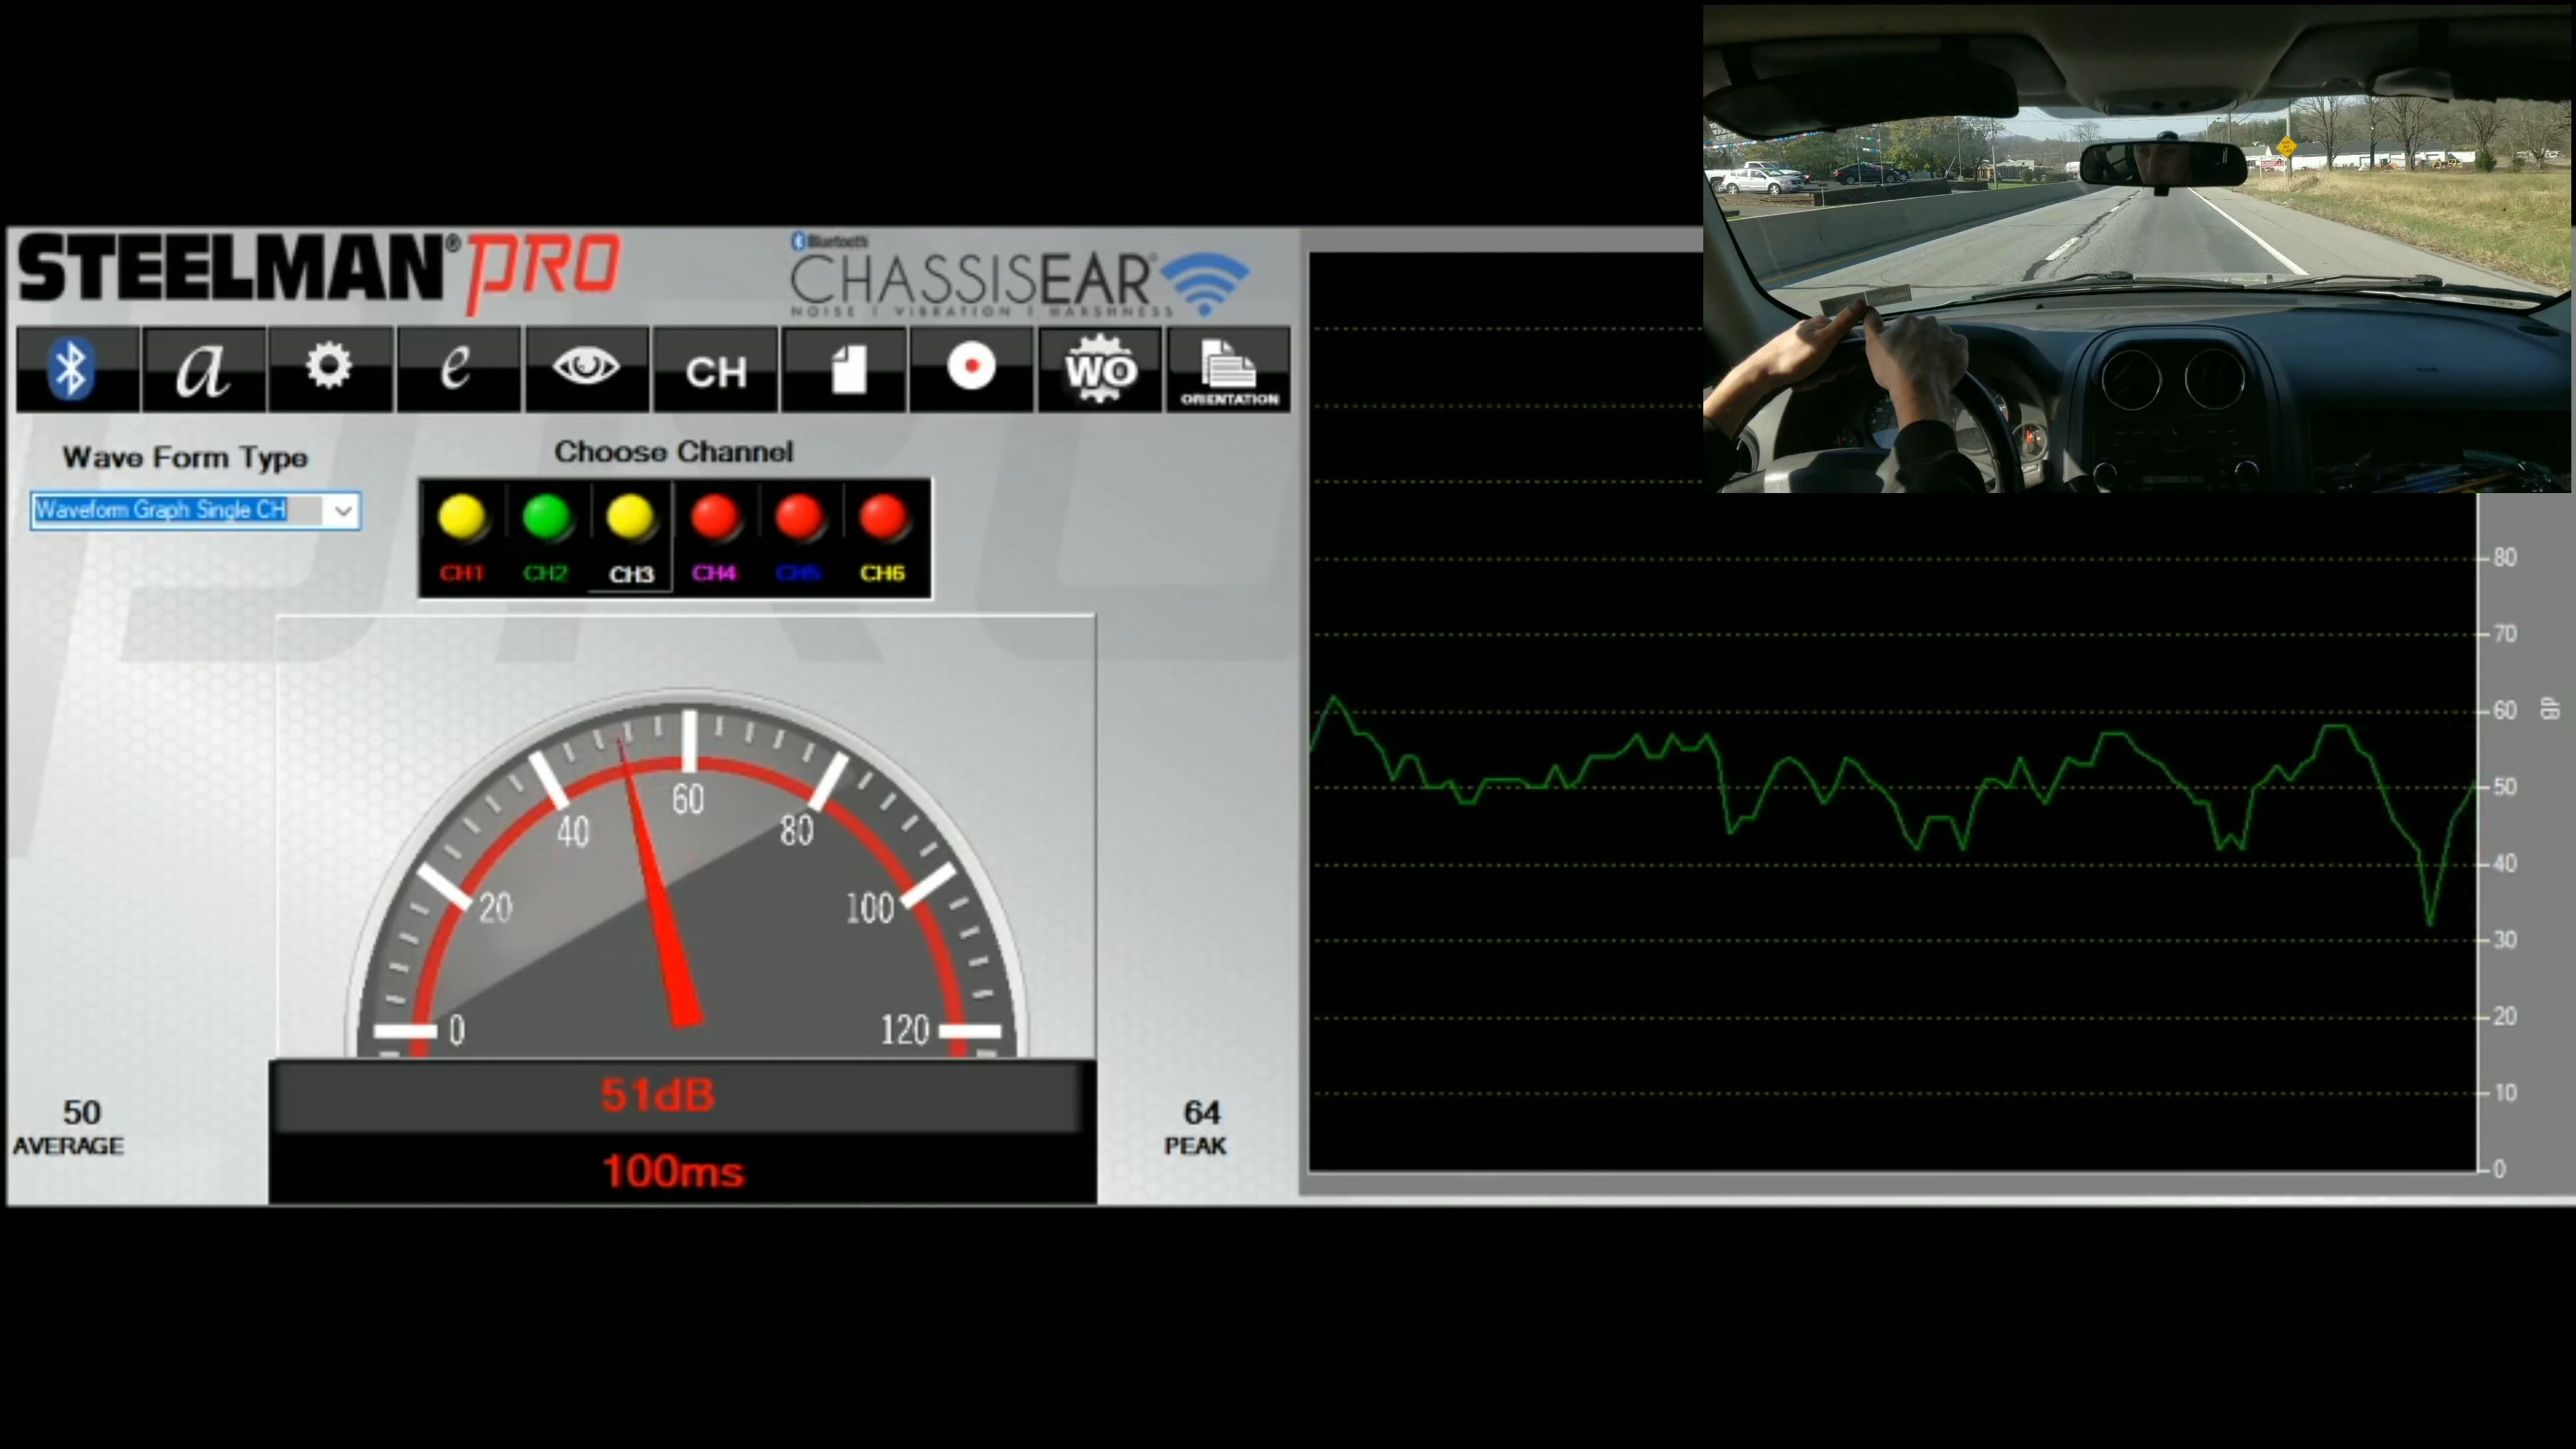 STEELMAN® PRO
Bluetooth
CHASSISEAR
NOISE | VIBRATION | HARSHNESS
a
e
CH
WO
ORIENTATION
Wave Form Type
Choose Channel
Waveform Graph Single CH
CH1 CH2 CH3 CH4 CH5 CH6
0 20 40 60 80 100 120
51dB
100ms
50
AVERAGE
64
PEAK
80
70
60
50
40
30
20
10
0
dB